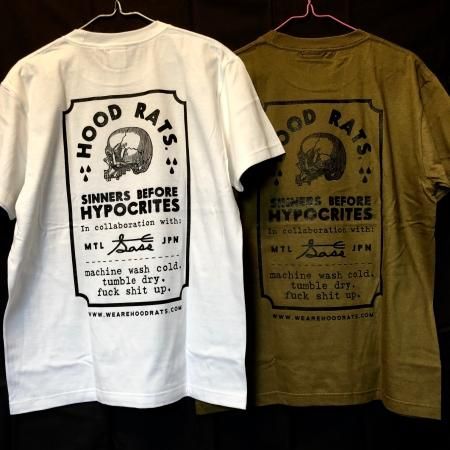 HOOD RATS.
SINNERS BEFORE
HYPOCRITES
In collaboration with:
MTL Sase JPN
machine wash cold.
tumble dry.
fuck shit up.
WWW.WEAREHOODRATS.COM
HOOD RATS.
SINNERS BEFORE
HYPOCRITES
In collaboration with:
MTL Sase JPN
machine wash cold.
tumble dry.
fuck shit up.
WWW.WEAREHOODRATS.COM